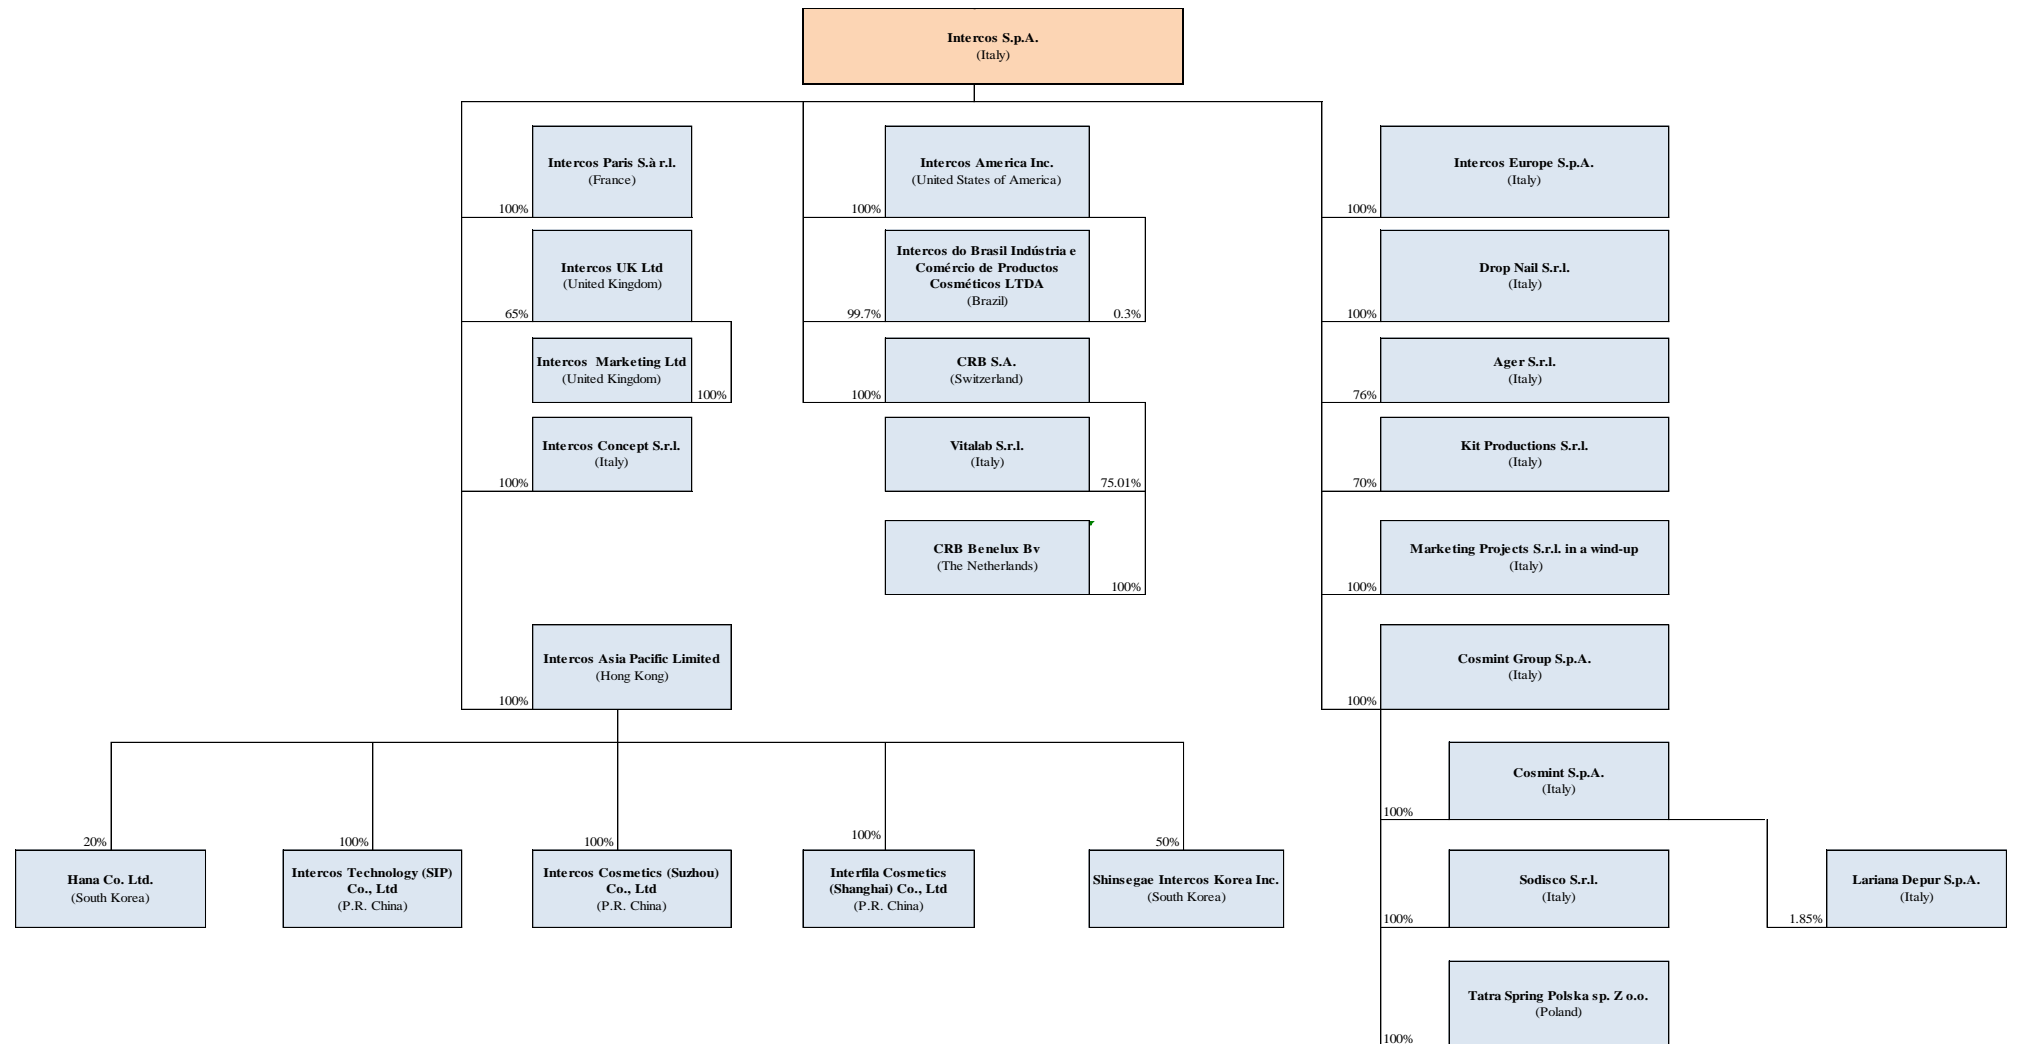 Intercos S.p.A.
(Italy)
Intercos Paris S.à r.l.
(France)
100%
Intercos America Inc.
(United States of America)
100%
Intercos Europe S.p.A.
(Italy)
100%
Intercos UK Ltd
(United Kingdom)
65%
Intercos do Brasil Indústria e
Comércio de Productos
Cosméticos LTDA
(Brazil)
99.7%
0.3%
Drop Nail S.r.l.
(Italy)
100%
Intercos Marketing Ltd
(United Kingdom)
100%
CRB S.A.
(Switzerland)
100%
Ager S.r.l.
(Italy)
76%
Intercos Concept S.r.l.
(Italy)
100%
Vitalab S.r.l.
(Italy)
75.01%
Kit Productions S.r.l.
(Italy)
70%
CRB Benelux Bv
(The Netherlands)
100%
Marketing Projects S.r.l. in a wind-up
(Italy)
100%
Intercos Asia Pacific Limited
(Hong Kong)
100%
Cosmint Group S.p.A.
(Italy)
100%
Cosmint S.p.A.
(Italy)
100%
20%
Hana Co. Ltd.
(South Korea)
100%
Intercos Technology (SIP)
Co., Ltd
(P.R. China)
100%
Intercos Cosmetics (Suzhou)
Co., Ltd
(P.R. China)
100%
Interfila Cosmetics
(Shanghai) Co., Ltd
(P.R. China)
50%
Shinsegae Intercos Korea Inc.
(South Korea)
Sodisco S.r.l.
(Italy)
100%
Lariana Depur S.p.A.
(Italy)
1.85%
Tatra Spring Polska sp. Z o.o.
(Poland)
100%